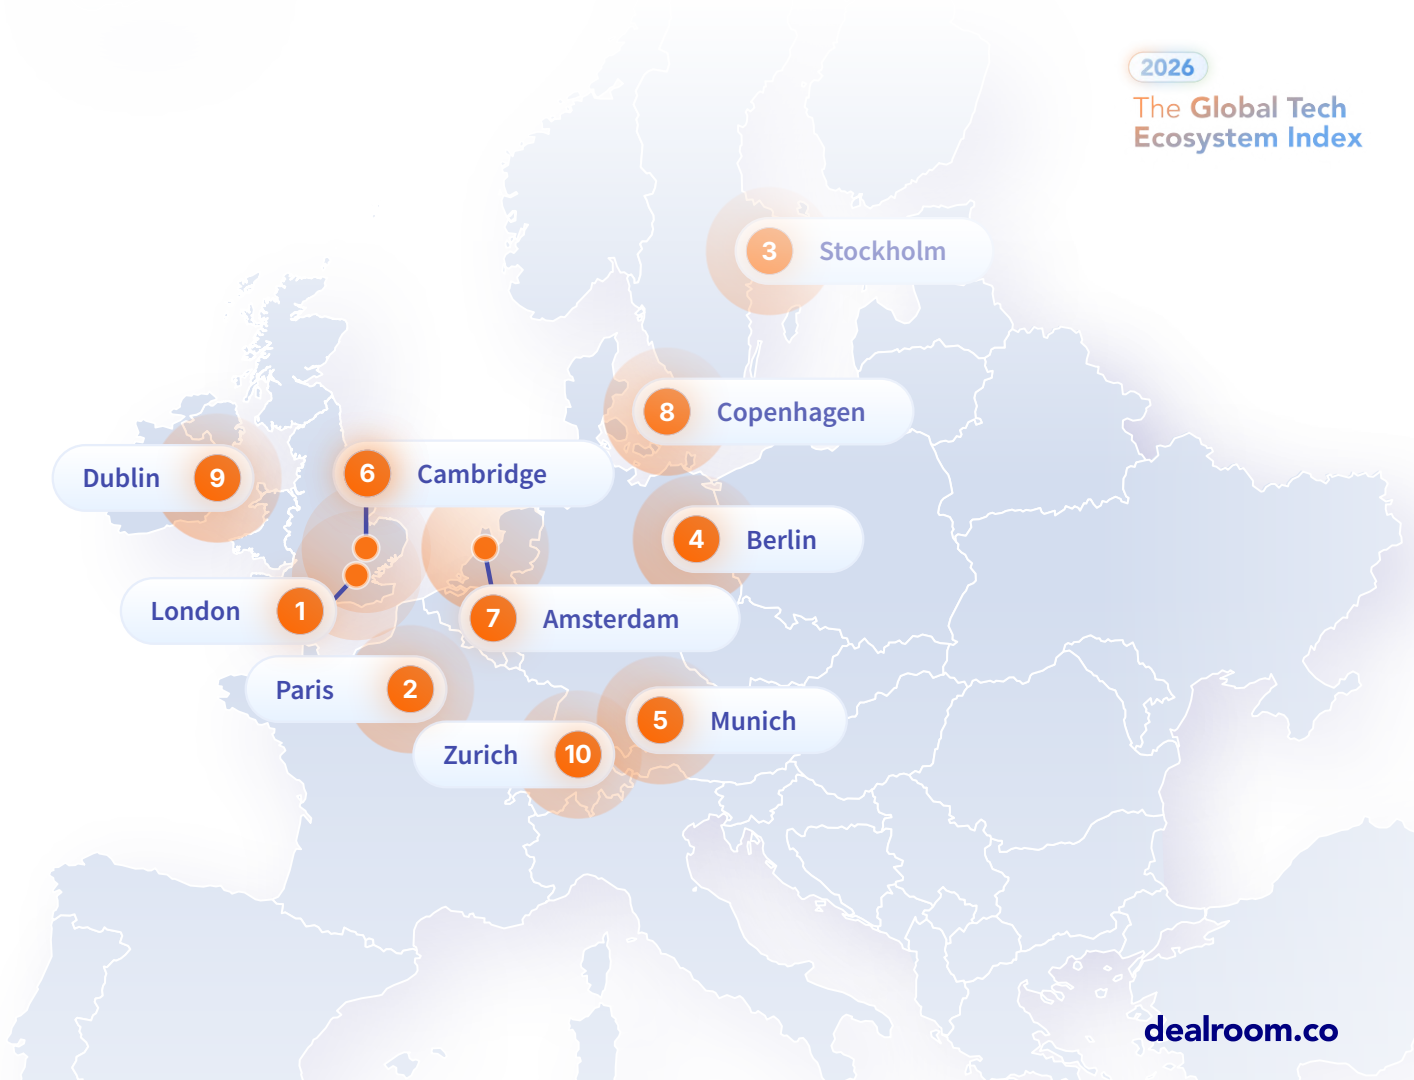 2026
The Global Tech
Ecosystem Index
3 Stockholm
8 Copenhagen
Dublin 9
6 Cambridge
4 Berlin
London 1
7 Amsterdam
Paris 2
5 Munich
Zurich 10
dealroom.co